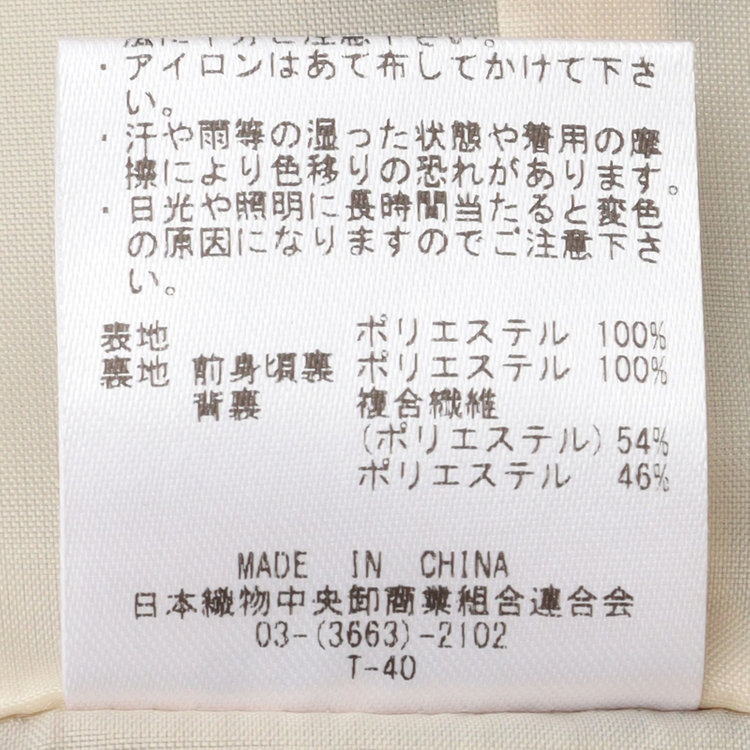 ・アイロンはあて布してかけて下さ
い。
・汗や雨等の湿った状態や着用の摩
擦により色移りの恐れがあります。
・日光や照明に長時間当たると変色
の原因になりますのでご注意下さ
い。
表地 ポリエステル 100%
裏地 前身頃裏 ポリエステル 100%
背裏 複合繊維
(ポリエステル) 54%
ポリエステル 46%
MADE IN CHINA
日本織物中央卸商業組合連合会
03-(3663)-2102
T-40